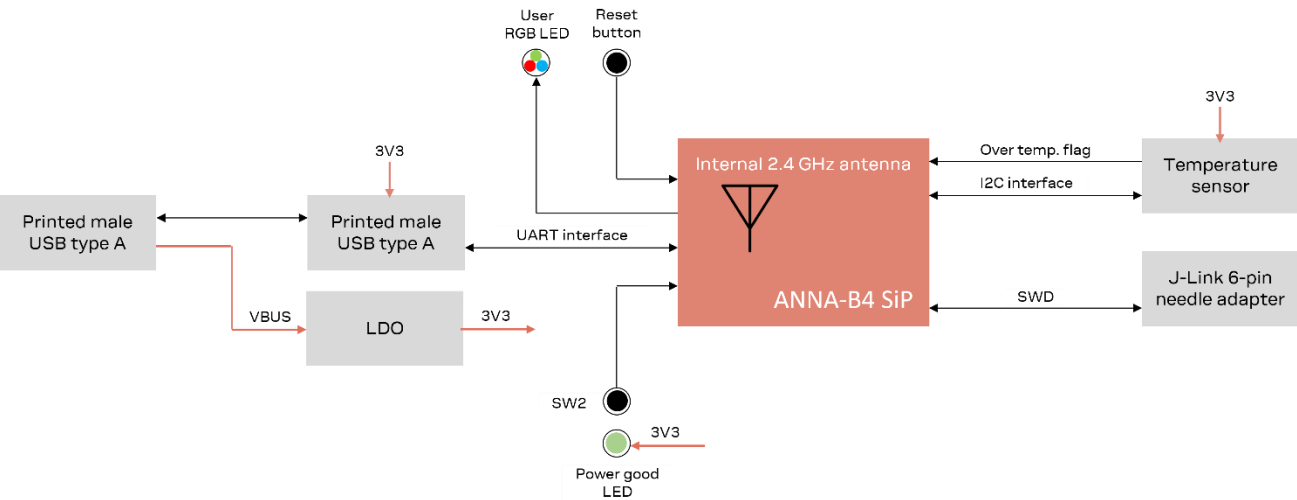 User
RGB LED
Reset
button
3V3
Internal 2.4 GHz antenna
Over temp. flag
Temperature
sensor
I2C interface
3V3
Printed male
USB type A
Printed male
USB type A
UART interface
J-Link 6-pin
needle adapter
ANNA-B4 SiP
SWD
VBUS
LDO
3V3
SW2
3V3
Power good
LED